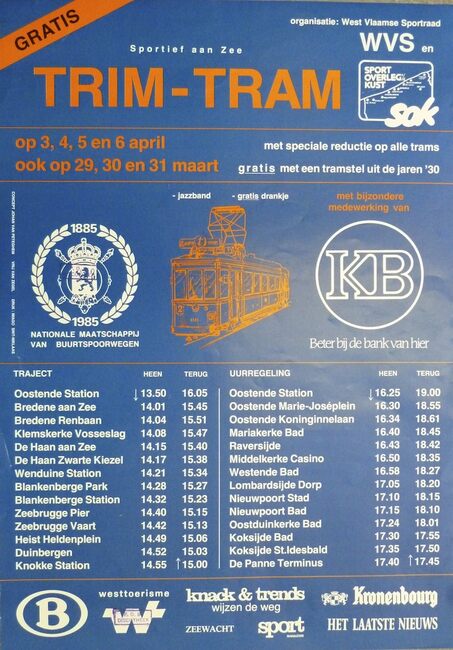 GRATIS
organisatie: West Vlaamse Sportraad
WVS en
Sportief aan Zee
TRIM-TRAM
SPORT
OVERLEG
KUST
sok
op 3, 4, 5 en 6 april
ook op 29, 30 en 31 maart
met speciale reductie op alle trams
gratis met een tramstel uit de jaren '30
- jazzband - gratis drankje
met bijzondere
medewerking van
1885
1985
NATIONALE MAATSCHAPPIJ
VAN BUURTSPOORWEGEN
KB
Beter bij de bank van hier
TRAJECT HEEN TERUG
Oostende Station ↓ 13.50 16.05
Bredene aan Zee 14.01 15.45
Bredene Renbaan 14.04 15.51
Klemskerke Vosseslag 14.08 15.47
De Haan aan Zee 14.15 15.40
De Haan Zwarte Kiezel 14.17 15.38
Wenduine Station 14.21 15.34
Blankenberge Park 14.28 15.27
Blankenberge Station 14.32 15.23
Zeebrugge Pier 14.40 15.15
Zeebrugge Vaart 14.42 15.13
Heist Heldenplein 14.49 15.06
Duinbergen 14.52 15.03
Knokke Station 14.55 ↑ 15.00
UURREGELING HEEN TERUG
Oostende Station ↓ 16.25 19.00
Oostende Marie-Joséplein 16.30 18.55
Oostende Koninginnelaan 16.34 18.61
Mariakerke Bad 16.40 18.45
Raversijde 16.43 18.42
Middelkerke Casino 16.50 18.35
Westende Bad 16.58 18.27
Lombardsijde Dorp 17.05 18.20
Nieuwpoort Stad 17.10 18.15
Nieuwpoort Bad 17.15 18.10
Oostduinkerke Bad 17.24 18.01
Koksijde Bad 17.30 17.55
Koksijde St.Idesbald 17.35 17.50
De Panne Terminus 17.40 ↑ 17.45
B
westtoerisme
W
knack & trends
wijzen de weg
ZEEWACHT
sport
MAGAZINE
Kronenbourg
HET LAATSTE NIEUWS